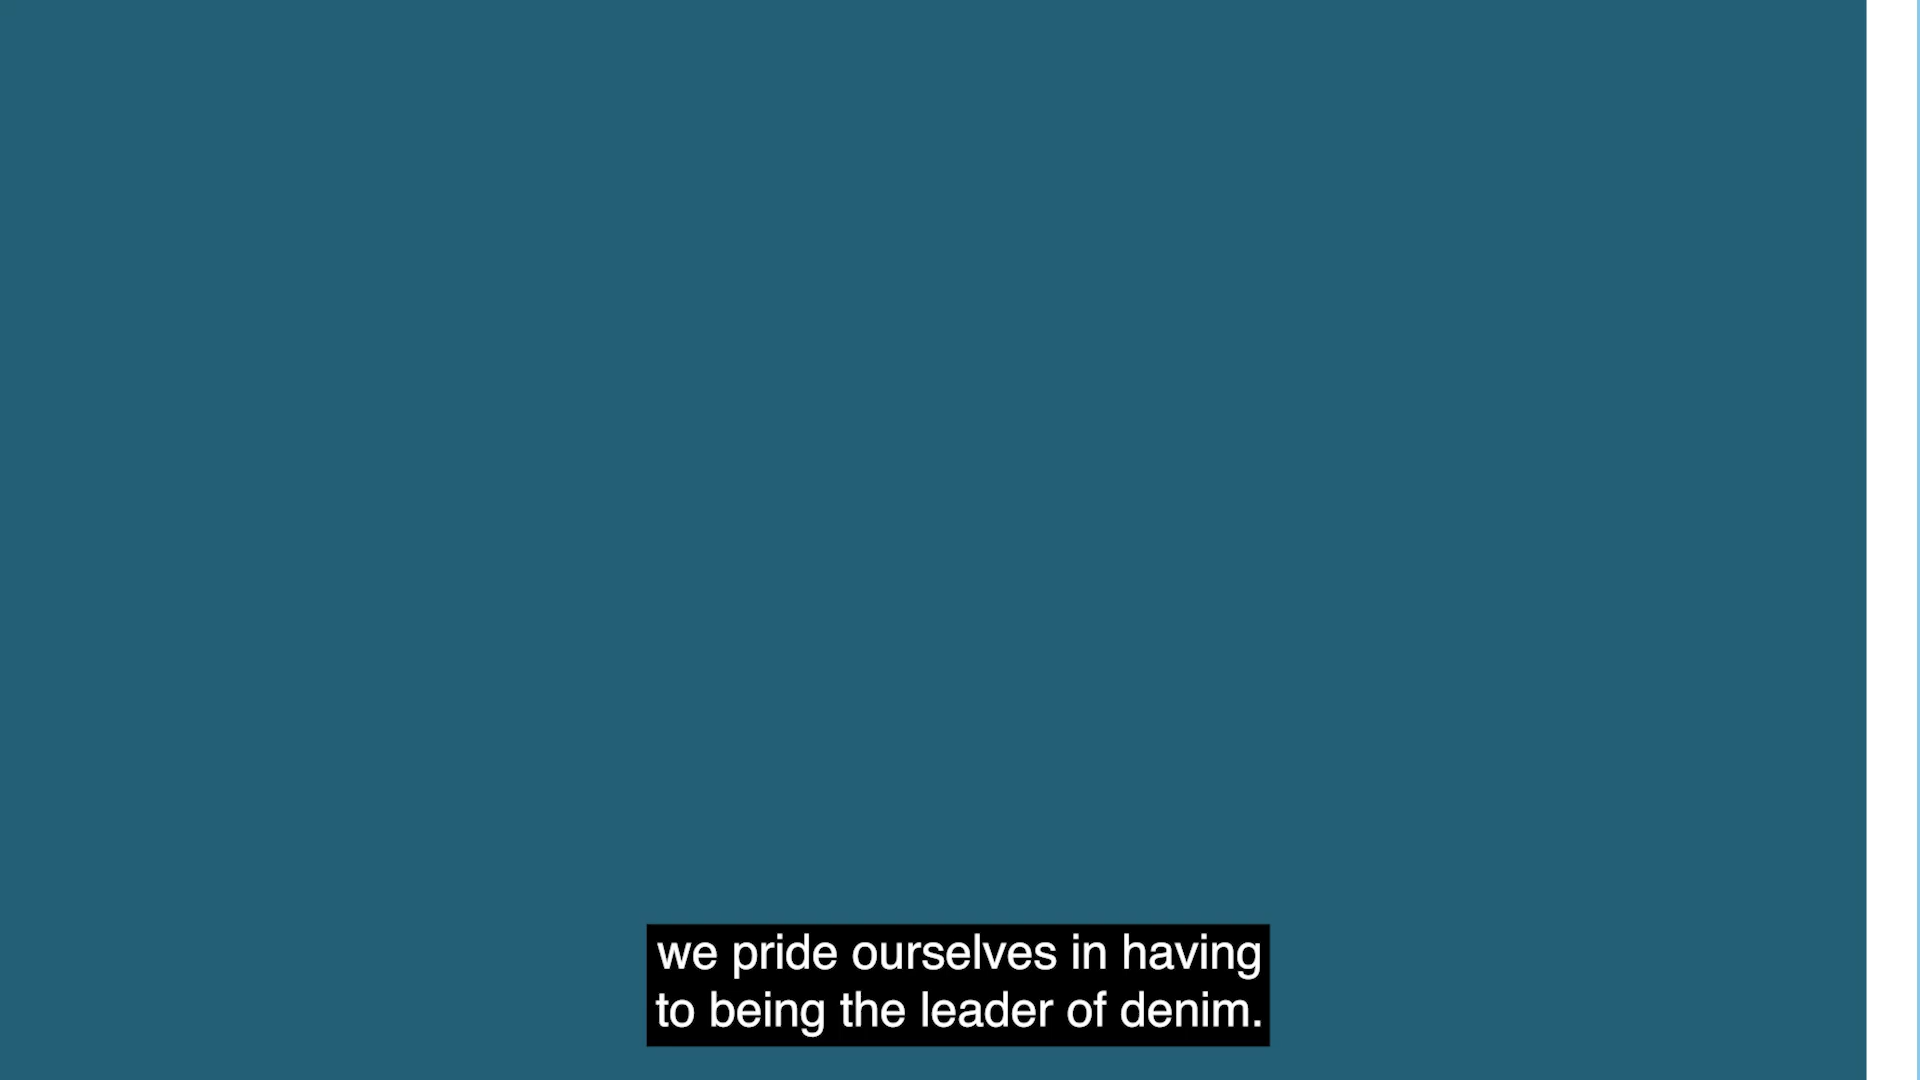 we pride ourselves in having
to being the leader of denim.